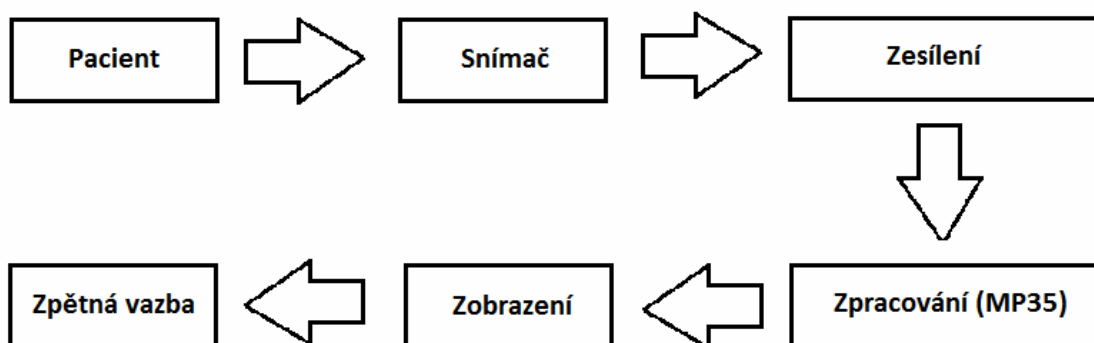 Pacient
Snímač
Zesílení
Zpracování (MP35)
Zobrazení
Zpětná vazba